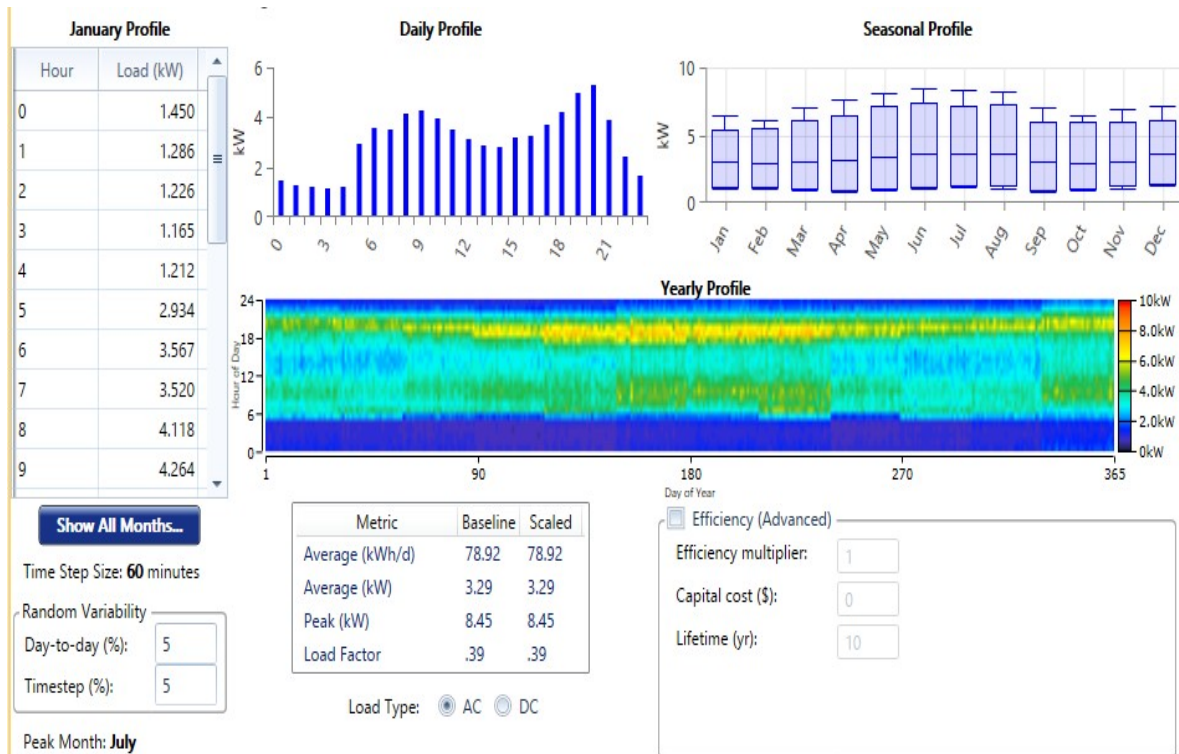 January Profile
Hour Load (kW)
0 1.450
1 1.286
2 1.226
3 1.165
4 1.212
5 2.934
6 3.567
7 3.520
8 4.118
9 4.264
Show All Months...
Time Step Size: 60 minutes
Random Variability
Day-to-day (%): 5
Timestep (%): 5
Peak Month: July
Daily Profile
kW
6
4
2
0
0 3 6 9 12 15 18 21
Seasonal Profile
kW
10
5
0
Jan Feb Mar Apr May Jun Jul Aug Sep Oct Nov Dec
Yearly Profile
Hour of Day
24
18
12
6
0
1 90 180 270 365
Day of Year
10kW
8.0kW
6.0kW
4.0kW
2.0kW
0kW
Metric Baseline Scaled
Average (kWh/d) 78.92 78.92
Average (kW) 3.29 3.29
Peak (kW) 8.45 8.45
Load Factor .39 .39
Load Type: AC DC
Efficiency (Advanced)
Efficiency multiplier: 1
Capital cost ($): 0
Lifetime (yr): 10